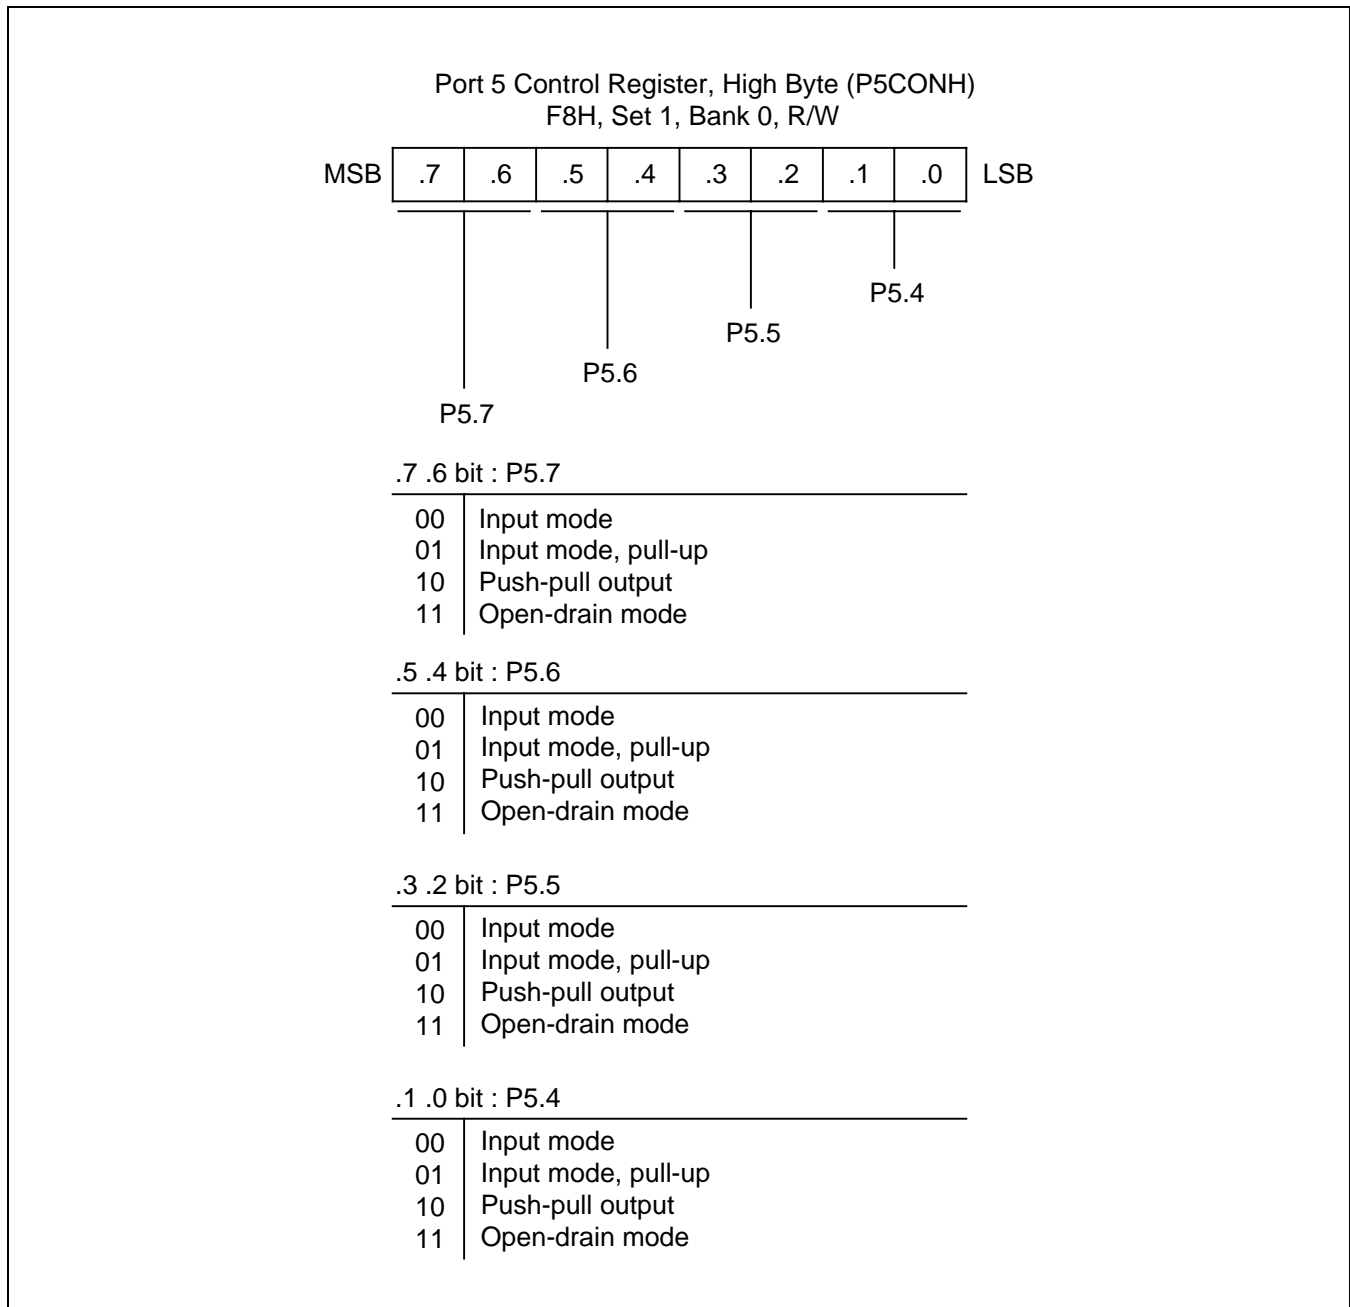 Port 5 Control Register, High Byte (P5CONH)
F8H, Set 1, Bank 0, R/W
MSB .7 .6 .5 .4 .3 .2 .1 .0 LSB
P5.4
P5.5
P5.6
P5.7
.7 .6 bit : P5.7
00 Input mode
01 Input mode, pull-up
10 Push-pull output
11 Open-drain mode
.5 .4 bit : P5.6
00 Input mode
01 Input mode, pull-up
10 Push-pull output
11 Open-drain mode
.3 .2 bit : P5.5
00 Input mode
01 Input mode, pull-up
10 Push-pull output
11 Open-drain mode
.1 .0 bit : P5.4
00 Input mode
01 Input mode, pull-up
10 Push-pull output
11 Open-drain mode